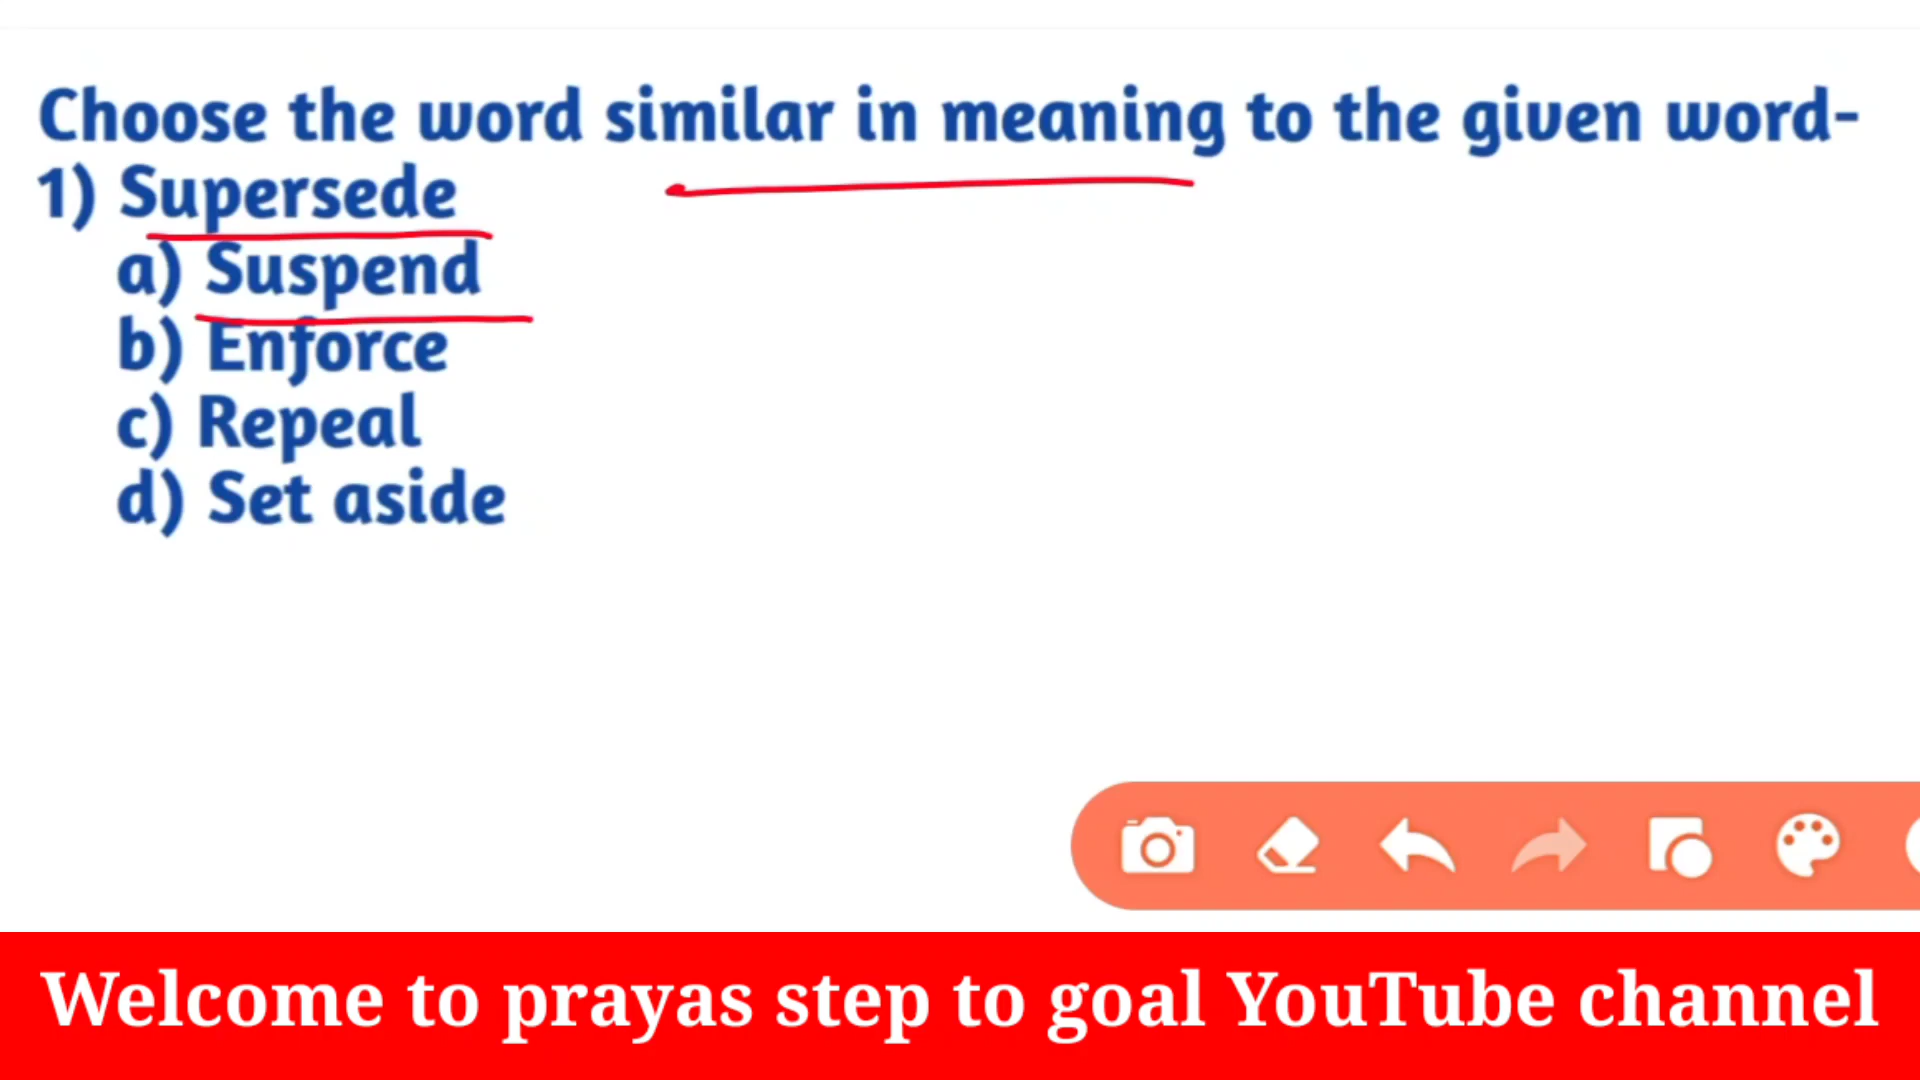 Choose the word similar in meaning to the given word-
1) Supersede
a) Suspend
b) Enforce
c) Repeal
d) Set aside
Welcome to prayas step to goal YouTube channel